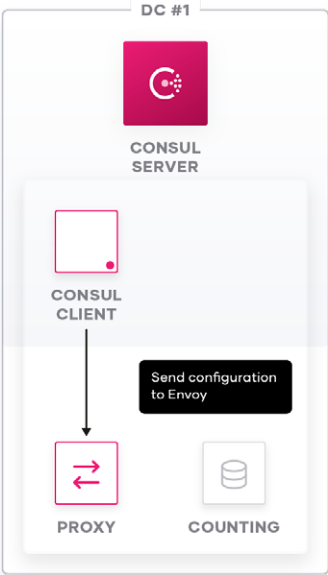 DC #1
CONSUL
SERVER
CONSUL
CLIENT
Send configuration
to Envoy
PROXY
COUNTING